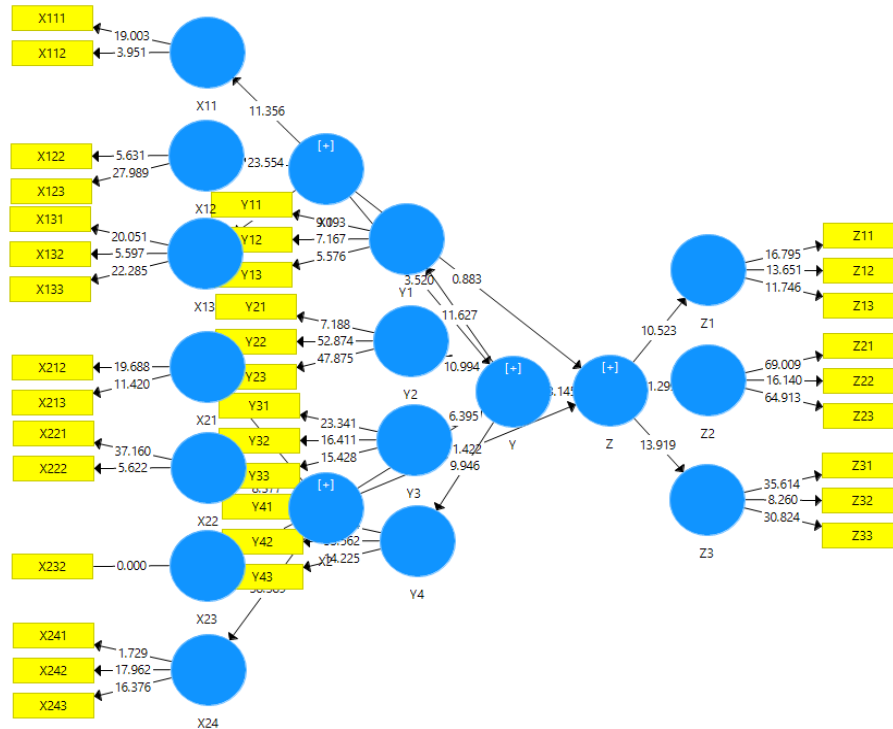 X111
19.003
X112
3.951
X11
11.356
X122
5.631
X123
27.989
X12
23.554
[+]
X131
20.051
X132
5.597
X133
22.285
X13
Y11
Y12
7.167
Y13
5.576
Y1
3.520
0.883
11.627
Y21
7.188
Y22
52.874
Y23
47.875
Y2
10.994
X212
19.688
X213
11.420
X21
Y31
23.341
Y32
16.411
Y33
15.428
Y3
6.395
1.422
9.946
[+]
Y
[+]
Z
X221
37.160
X222
5.622
X22
[+]
X2
Y41
Y42
Y43
14.225
Y4
X232
0.000
X23
X241
1.729
X242
17.962
X243
16.376
X24
10.523
13.919
Z1
16.795
Z11
13.651
Z12
11.746
Z13
Z2
69.009
Z21
16.140
Z22
64.913
Z23
Z3
35.614
Z31
8.260
Z32
30.824
Z33